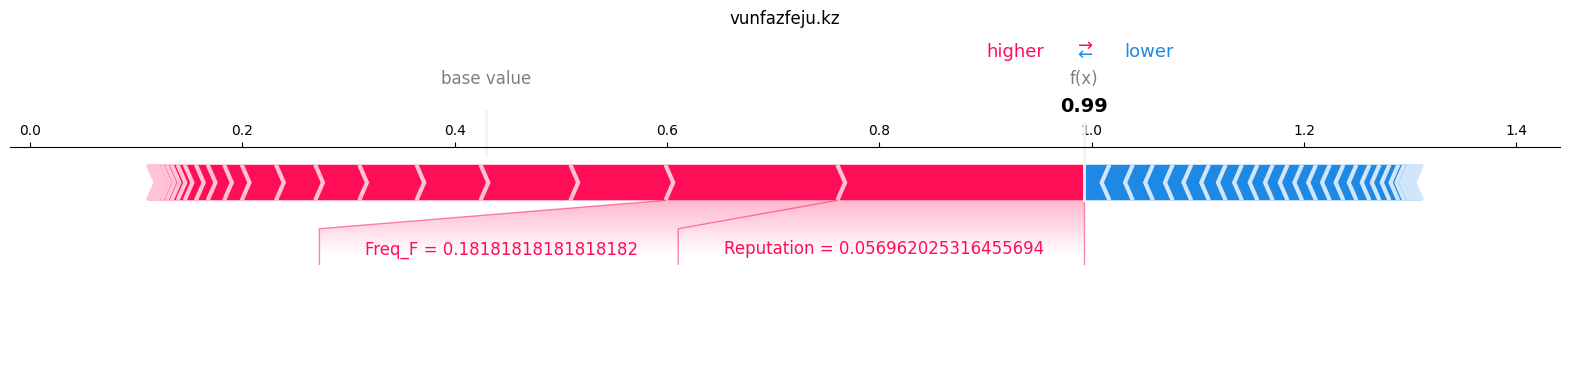 vunfazfeju.kz
higher ⇄ lower
base value f(x)
0.99
0.0 0.2 0.4 0.6 0.8 1.0 1.2 1.4
Freq_F = 0.18181818181818182 Reputation = 0.056962025316455694